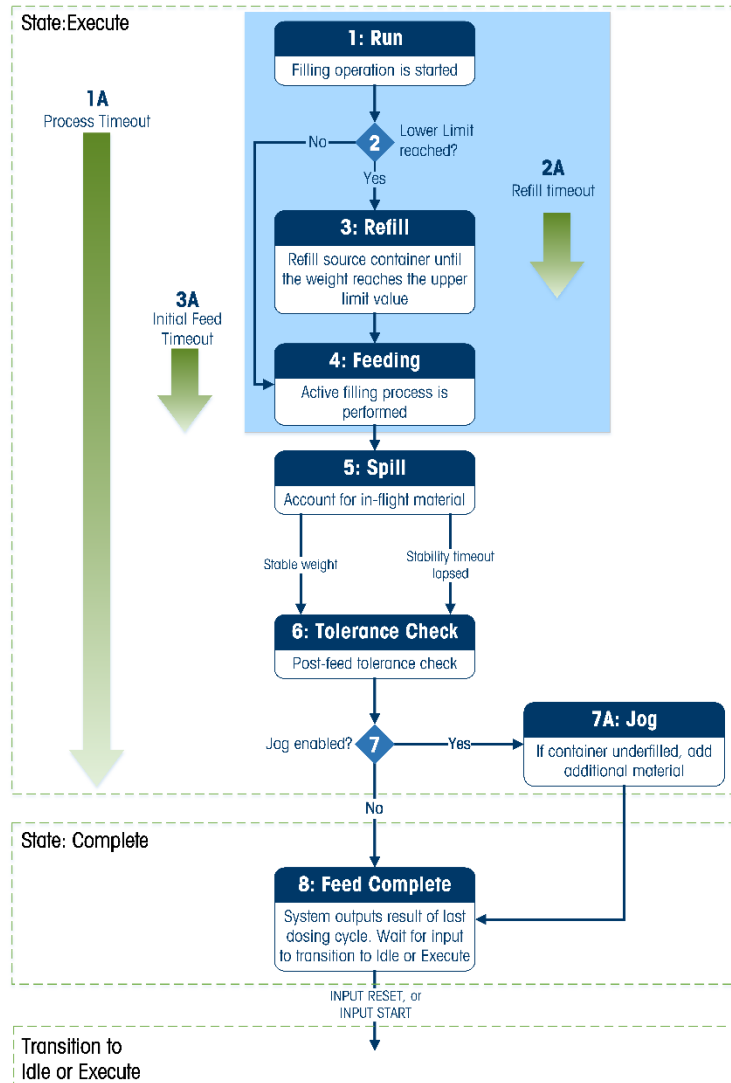 State:Execute
1: Run
Filling operation is started
1A
Process Timeout
2
Lower Limit
reached?
No
Yes
2A
Refill timeout
3: Refill
Refill source container until
the weight reaches the upper
limit value
3A
Initial Feed
Timeout
4: Feeding
Active filling process is
performed
5: Spill
Account for in-flight material
Stable weight
Stability timeout
lapsed
6: Tolerance Check
Post-feed tolerance check
Jog enabled?
7
Yes
7A: Jog
If container underfilled, add
additional material
No
State: Complete
8: Feed Complete
System outputs result of last
dosing cycle. Wait for input
to transition to Idle or Execute
INPUT RESET, or
INPUT START
Transition to
Idle or Execute